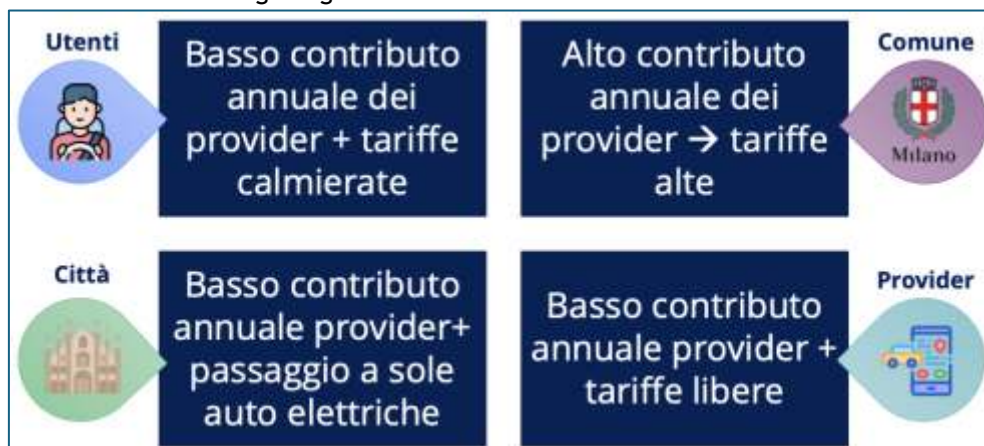 Utenti
Basso contributo
annuale dei
provider + tariffe
calmierate
Alto contributo
annuale dei
provider → tariffe
alte
Comune
Milano
Città
Basso contributo
annuale provider+
passaggio a sole
auto elettriche
Basso contributo
annuale provider +
tariffe libere
Provider